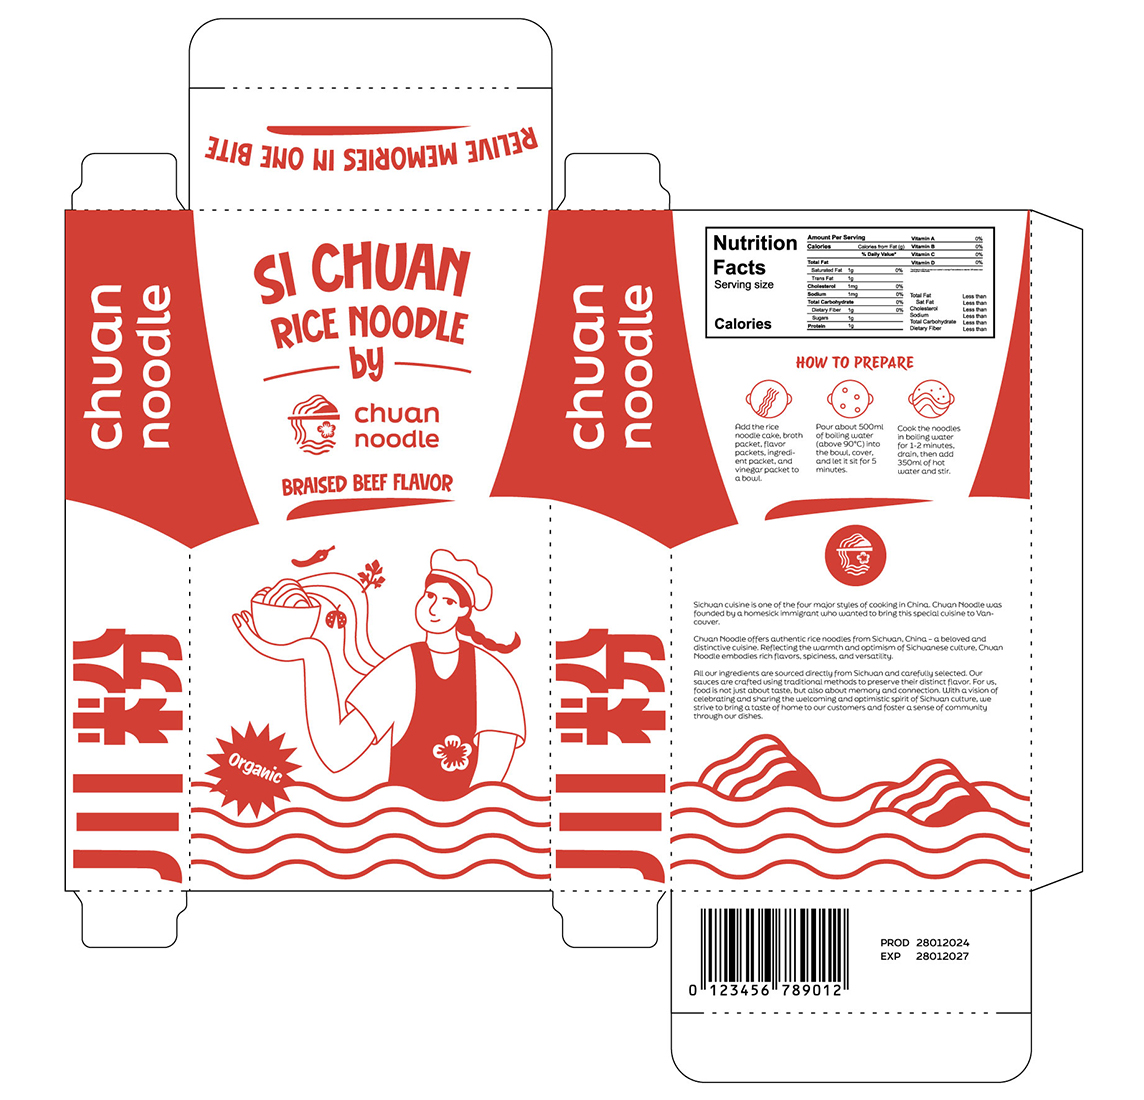 RELIVE MEMORIES IN ONE BITE
chuan
noodle
川粉
SI CHUAN
RICE NOODLE
by
chuan
noodle
BRAISED BEEF FLAVOR
Organic
chuan
noodle
川粉
Nutrition
Facts
Serving size
Calories
Amount Per Serving
Calories Calories from Fat (g)
% Daily Value*
Total Fat
Saturated Fat 1g 0%
Trans Fat 1g
Cholesterol 1mg 0%
Sodium 1mg 0%
Total Carbohydrate 0%
Dietary Fiber 1g 0%
Sugars 1g
Protein 1g
Vitamin A 0%
Vitamin B 0%
Vitamin C 0%
Vitamin D 0%
Total Fat Less than
Sat Fat Less than
Cholesterol Less than
Sodium Less than
Total Carbohydrate Less than
Dietary Fiber Less than
HOW TO PREPARE
Add the rice
noodle cake, broth
packet, flavor
packets, ingredi-
ent packet, and
vinegar packet to
a bowl.
Pour about 500ml
of boiling water
(above 90°C) into
the bowl, cover,
and let it sit for 5
minutes.
Cook the noodles
in boiling water
for 1-2 minutes,
drain, then add
350ml of hot
water and stir.
Sichuan cuisine is one of the four major styles of cooking in China. Chuan Noodle was
founded by a homesick immigrant who wanted to bring this special cuisine to Van-
couver.
Chuan Noodle offers authentic rice noodles from Sichuan, China – a beloved and
distinctive cuisine. Reflecting the warmth and optimism of Sichuanese culture, Chuan
Noodle embodies rich flavors, spiciness, and versatility.
All our ingredients are sourced directly from Sichuan and carefully selected. Our
sauces are crafted using traditional methods to preserve their distinct flavor. For us,
food is not just about taste, but also about memory and connection. With a vision of
celebrating and sharing the welcoming and optimistic spirit of Sichuan culture, we
strive to bring a taste of home to our customers and foster a sense of community
through our dishes.
0 123456 789012
PROD 28012024
EXP 28012027